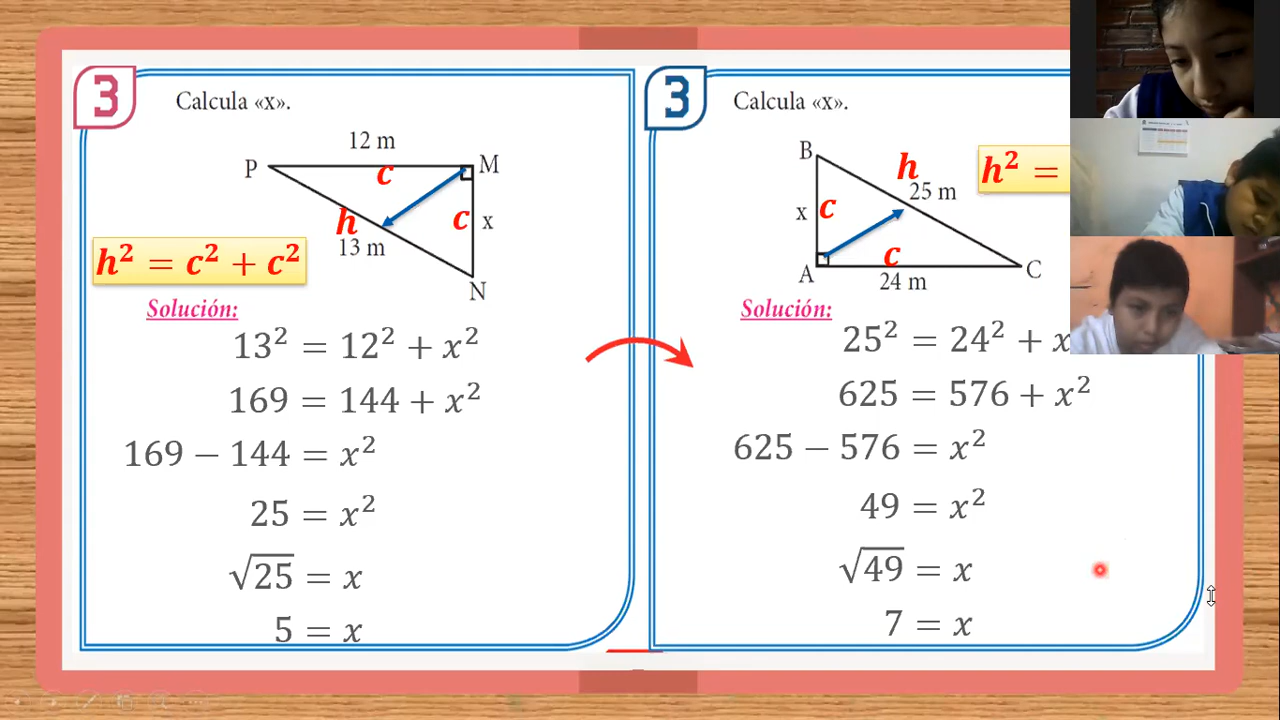 3
Calcula «x».
12 m
P
M
c
h
c
x
13 m
h² = c² + c²
N
Solución:
13² = 12² + x²
169 = 144 + x²
169 − 144 = x²
25 = x²
√25 = x
5 = x
3
Calcula «x».
B
h
h² =
25 m
x
c
c
A
C
24 m
Solución:
25² = 24² + x
625 = 576 + x²
625 − 576 = x²
49 = x²
√49 = x
7 = x